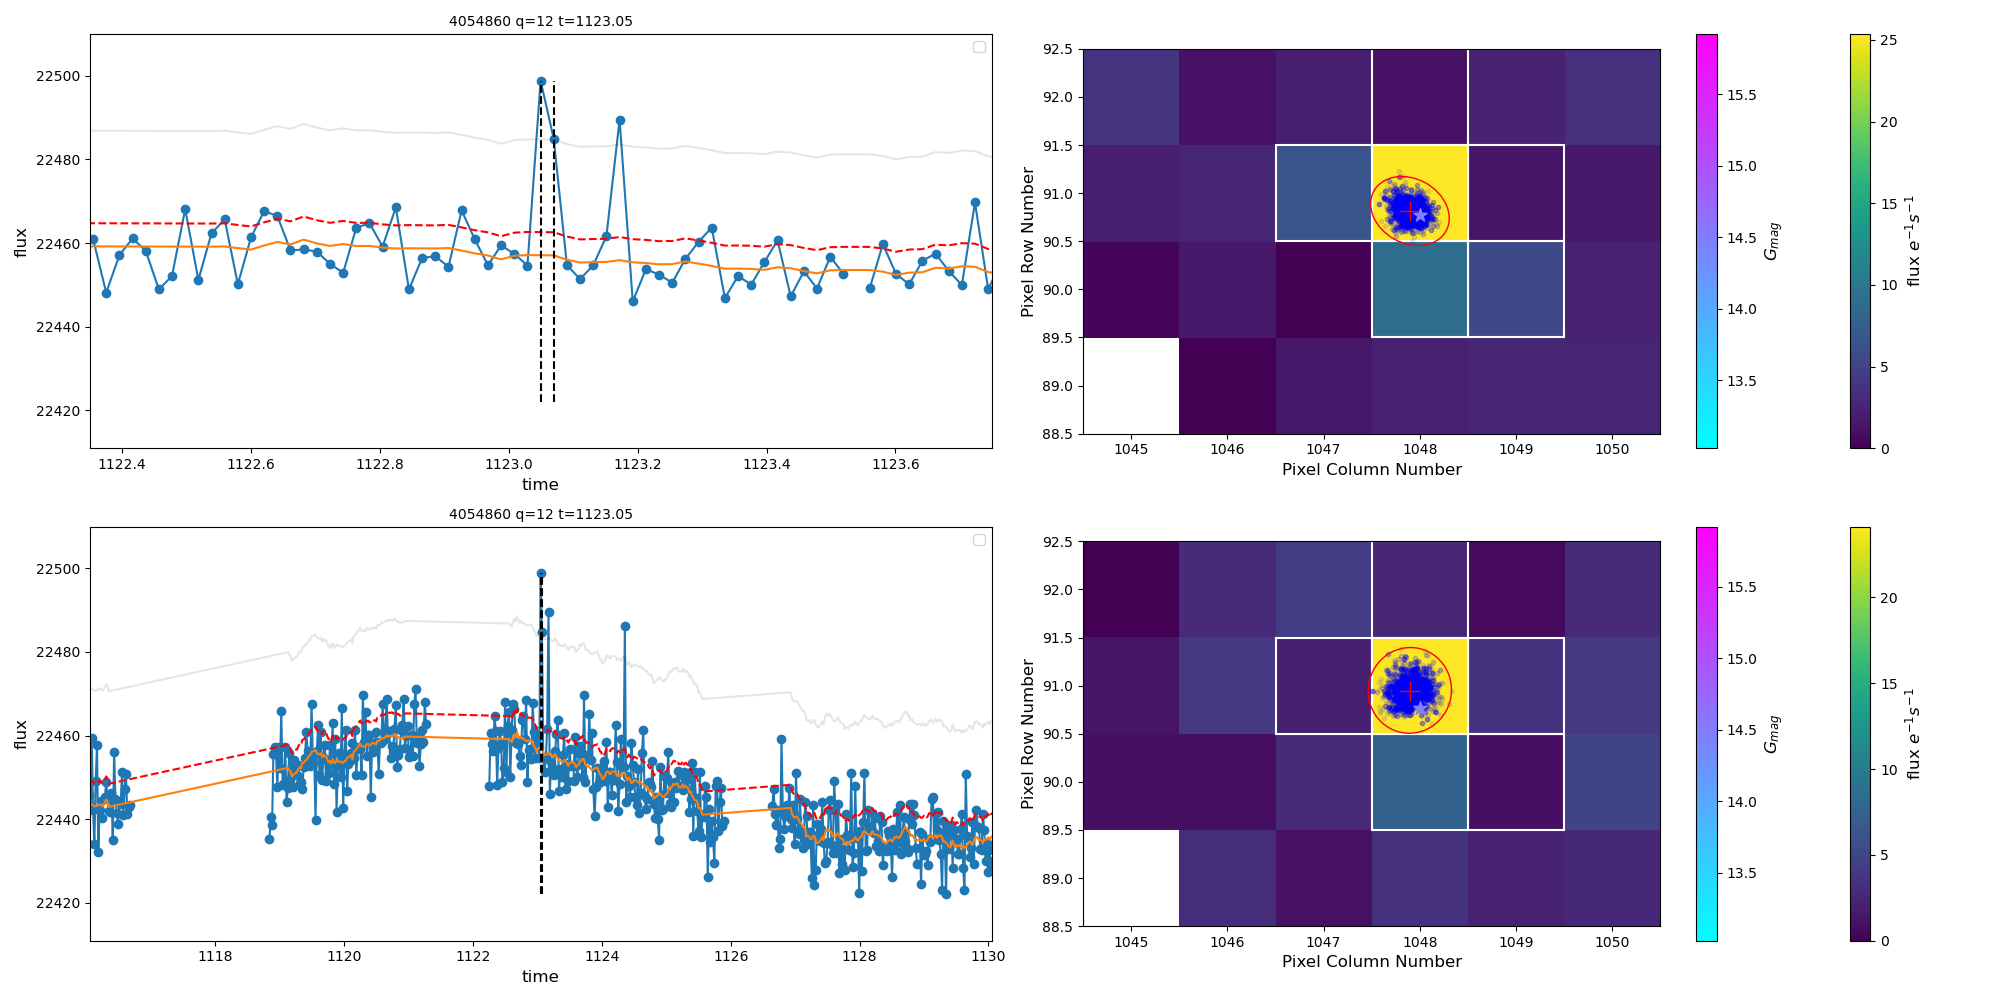 4054860 q=12 t=1123.05
flux
22500
22480
22460
22440
22420
1122.4 1122.6 1122.8 1123.0 1123.2 1123.4 1123.6
time
Pixel Row Number
92.5
92.0
91.5
91.0
90.5
90.0
89.5
89.0
88.5
1045 1046 1047 1048 1049 1050
Pixel Column Number
15.5
15.0
14.5
14.0
13.5
G_mag
25
20
15
10
5
0
flux e⁻¹s⁻¹
4054860 q=12 t=1123.05
flux
22500
22480
22460
22440
22420
1118 1120 1122 1124 1126 1128 1130
time
Pixel Row Number
92.5
92.0
91.5
91.0
90.5
90.0
89.5
89.0
88.5
1045 1046 1047 1048 1049 1050
Pixel Column Number
15.5
15.0
14.5
14.0
13.5
G_mag
20
15
10
5
0
flux e⁻¹s⁻¹